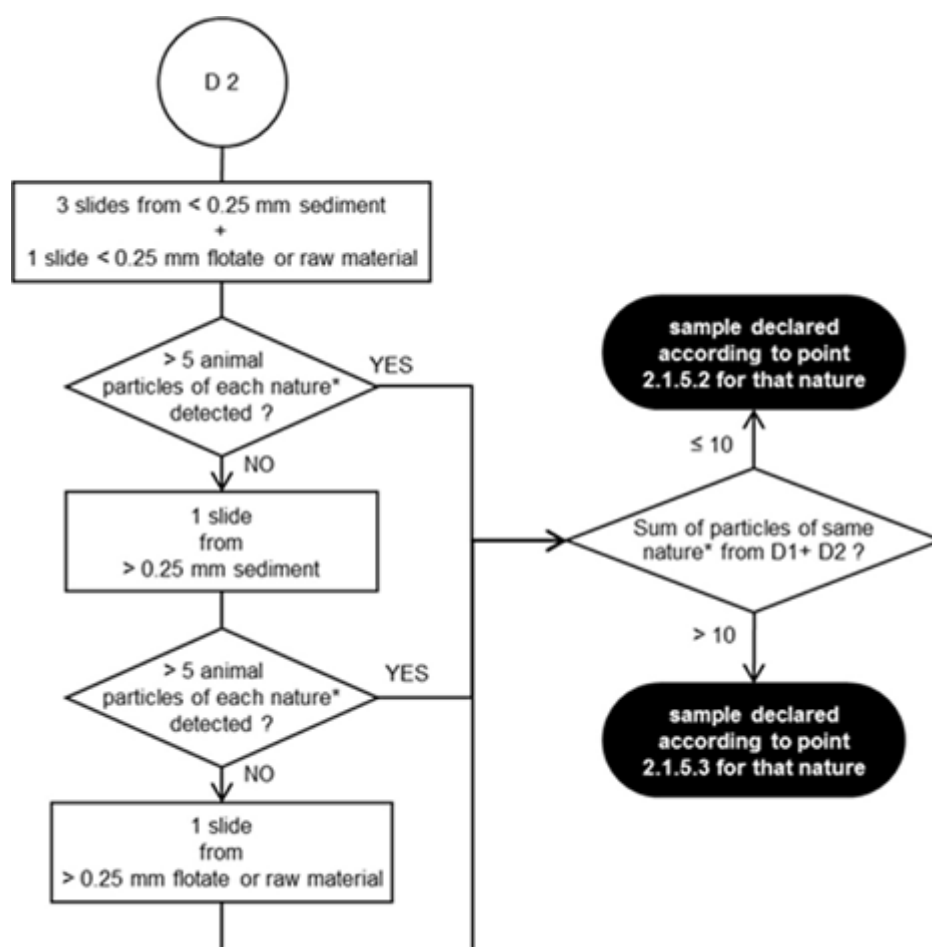 D 2
3 slides from < 0.25 mm sediment
+
1 slide < 0.25 mm flotate or raw material
> 5 animal
particles of each nature*
detected ?
YES
NO
1 slide
from
> 0.25 mm sediment
> 5 animal
particles of each nature*
detected ?
YES
NO
1 slide
from
> 0.25 mm flotate or raw material
sample declared
according to point
2.1.5.2 for that nature
≤ 10
Sum of particles of same
nature* from D1+ D2 ?
> 10
sample declared
according to point
2.1.5.3 for that nature